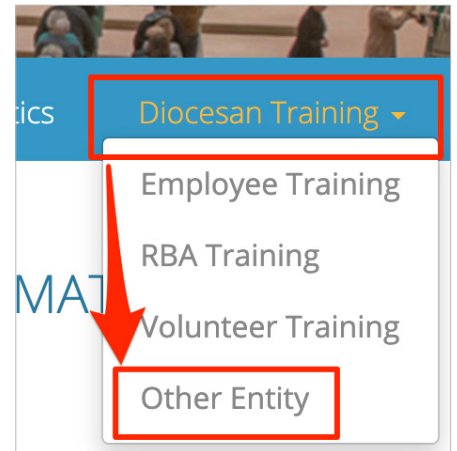 tics
Diocesan Training
Employee Training
RBA Training
MAT
Volunteer Training
Other Entity